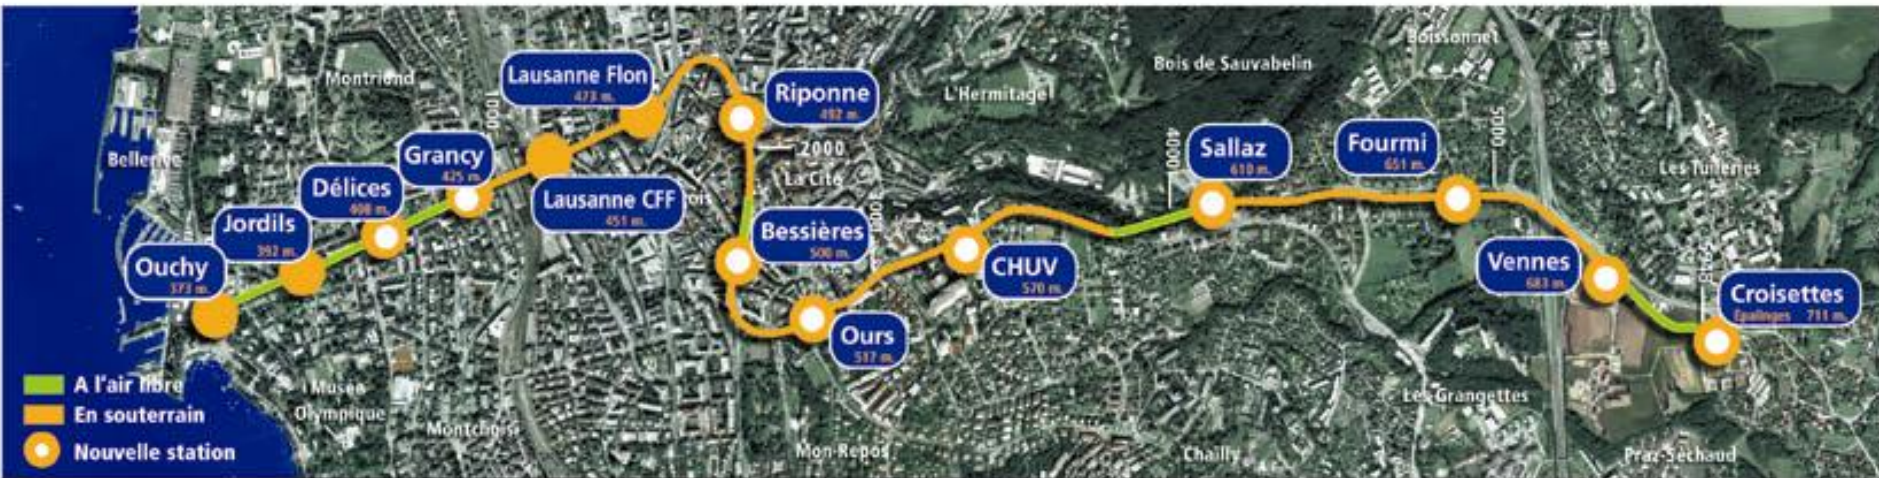 Boissonnet
Bois de Sauvabelin
Montriond
Lausanne Flon
473 m.
Riponne
492 m.
L'Hermitage
1000
5000
Grancy
425 m.
2000
4000
Sallaz
610 m.
Fourmi
651 m.
Bellerive
La Cité
Les Tuileries
Délices
408 m.
Lausanne CFF
451 m.
ois
3000
Jordils
392 m.
Bessières
500 m.
Ouchy
373 m.
CHUV
570 m.
Vennes
683 m.
Croisettes
Epalinges 711 m.
Ours
517 m.
A l'air libre
En souterrain
Nouvelle station
Musée
Olympique
Montchoisi
Mon-Repos
Chailly
Les Grangettes
Praz-Séchaud